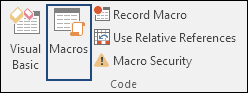 Visual
Basic
Macros
Record Macro
Use Relative References
Macro Security
Code